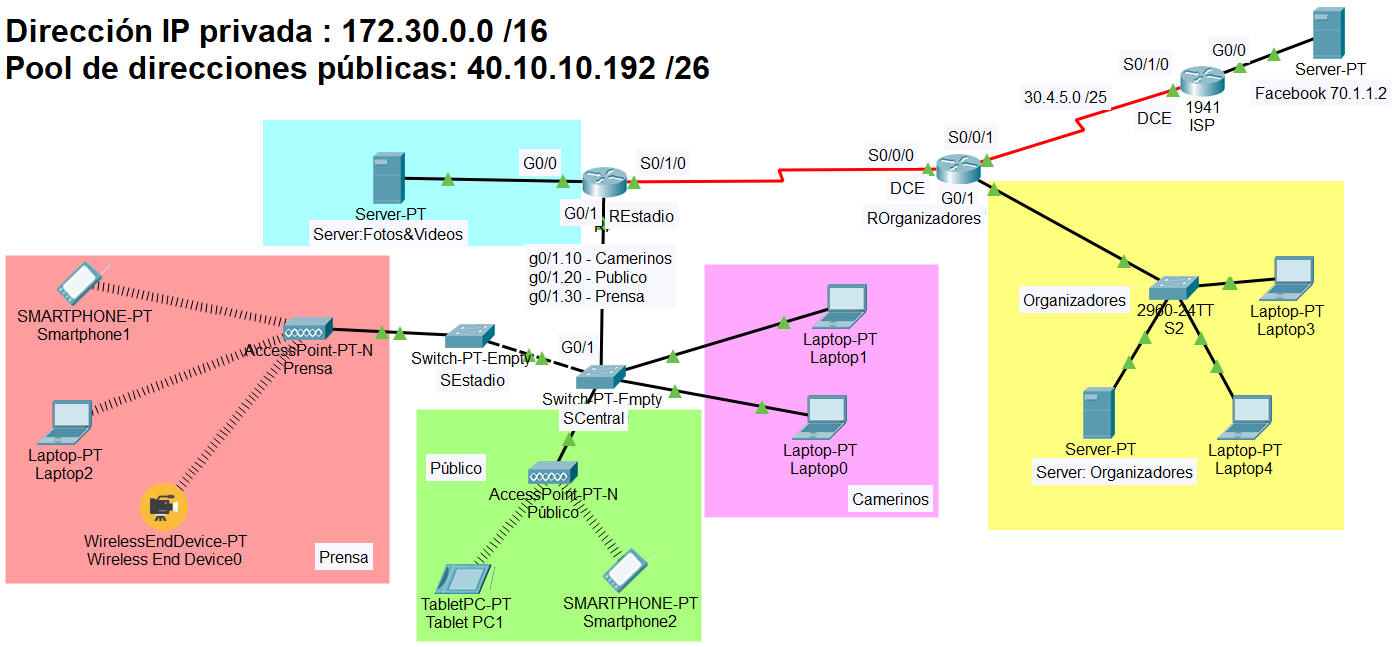 Dirección IP privada : 172.30.0.0 /16
Pool de direcciones públicas: 40.10.10.192 /26
G0/0
Server-PT
Facebook 70.1.1.2
S0/1/0
1941
ISP
DCE
30.4.5.0 /25
S0/0/1
S0/0/0
DCE
G0/1
ROrganizadores
G0/0
S0/1/0
Server-PT
Server:Fotos&Videos
G0/1
REstadio
g0/1.10 - Camerinos
g0/1.20 - Publico
g0/1.30 - Prensa
SMARTPHONE-PT
Smartphone1
AccessPoint-PT-N
Prensa
Switch-PT-Empty
SEstadio
G0/1
Switch-PT-Empty
SCentral
Laptop-PT
Laptop1
Laptop-PT
Laptop0
Camerinos
Laptop-PT
Laptop2
WirelessEndDevice-PT
Wireless End Device0
Prensa
Público
AccessPoint-PT-N
Público
TabletPC-PT
Tablet PC1
SMARTPHONE-PT
Smartphone2
Organizadores
2960-24TT
S2
Laptop-PT
Laptop3
Server-PT
Server: Organizadores
Laptop-PT
Laptop4